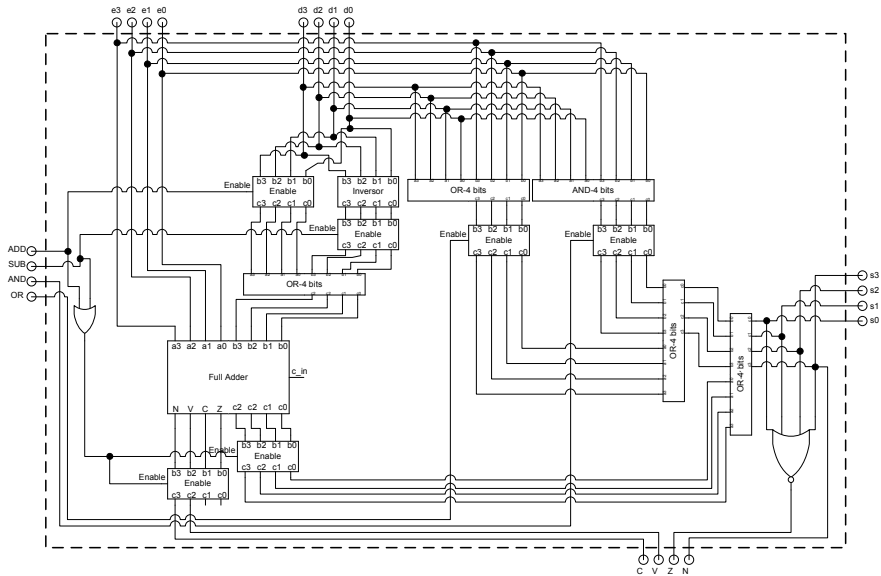 e3 e2 e1 e0 d3 d2 d1 d0
b3 b2 b1 b0 b3 b2 b1 b0
Enable Enable Inversor OR-4 bits AND-4 bits
c3 c2 c1 c0 c3 c2 c1 c0
b3 b2 b1 b0 b3 b2 b1 b0 b3 b2 b1 b0
Enable Enable Enable Enable Enable Enable
c3 c2 c1 c0 c3 c2 c1 c0 c3 c2 c1 c0
ADD
SUB
AND
OR
s3
s2
s1
s0
OR-4 bits
OR-4 bits
OR-4 bits
a3 a2 a1 a0 b3 b2 b1 b0
Full Adder c_in
N V C Z c2 c2 c1 c0
b3 b2 b1 b0
Enable Enable
c3 c2 c1 c0
b3 b2 b1 b0
Enable Enable
c3 c2 c1 c0
C V Z N